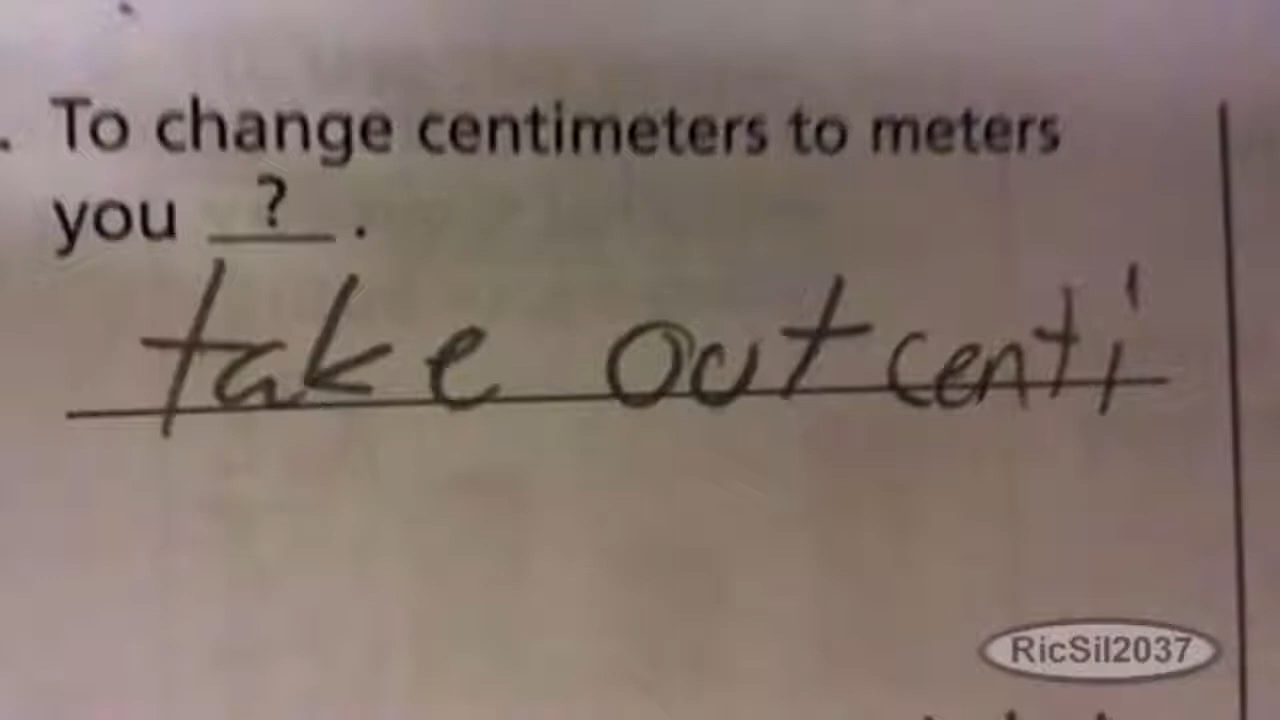 . To change centimeters to meters
you ? .
take out centi
RicSil2037